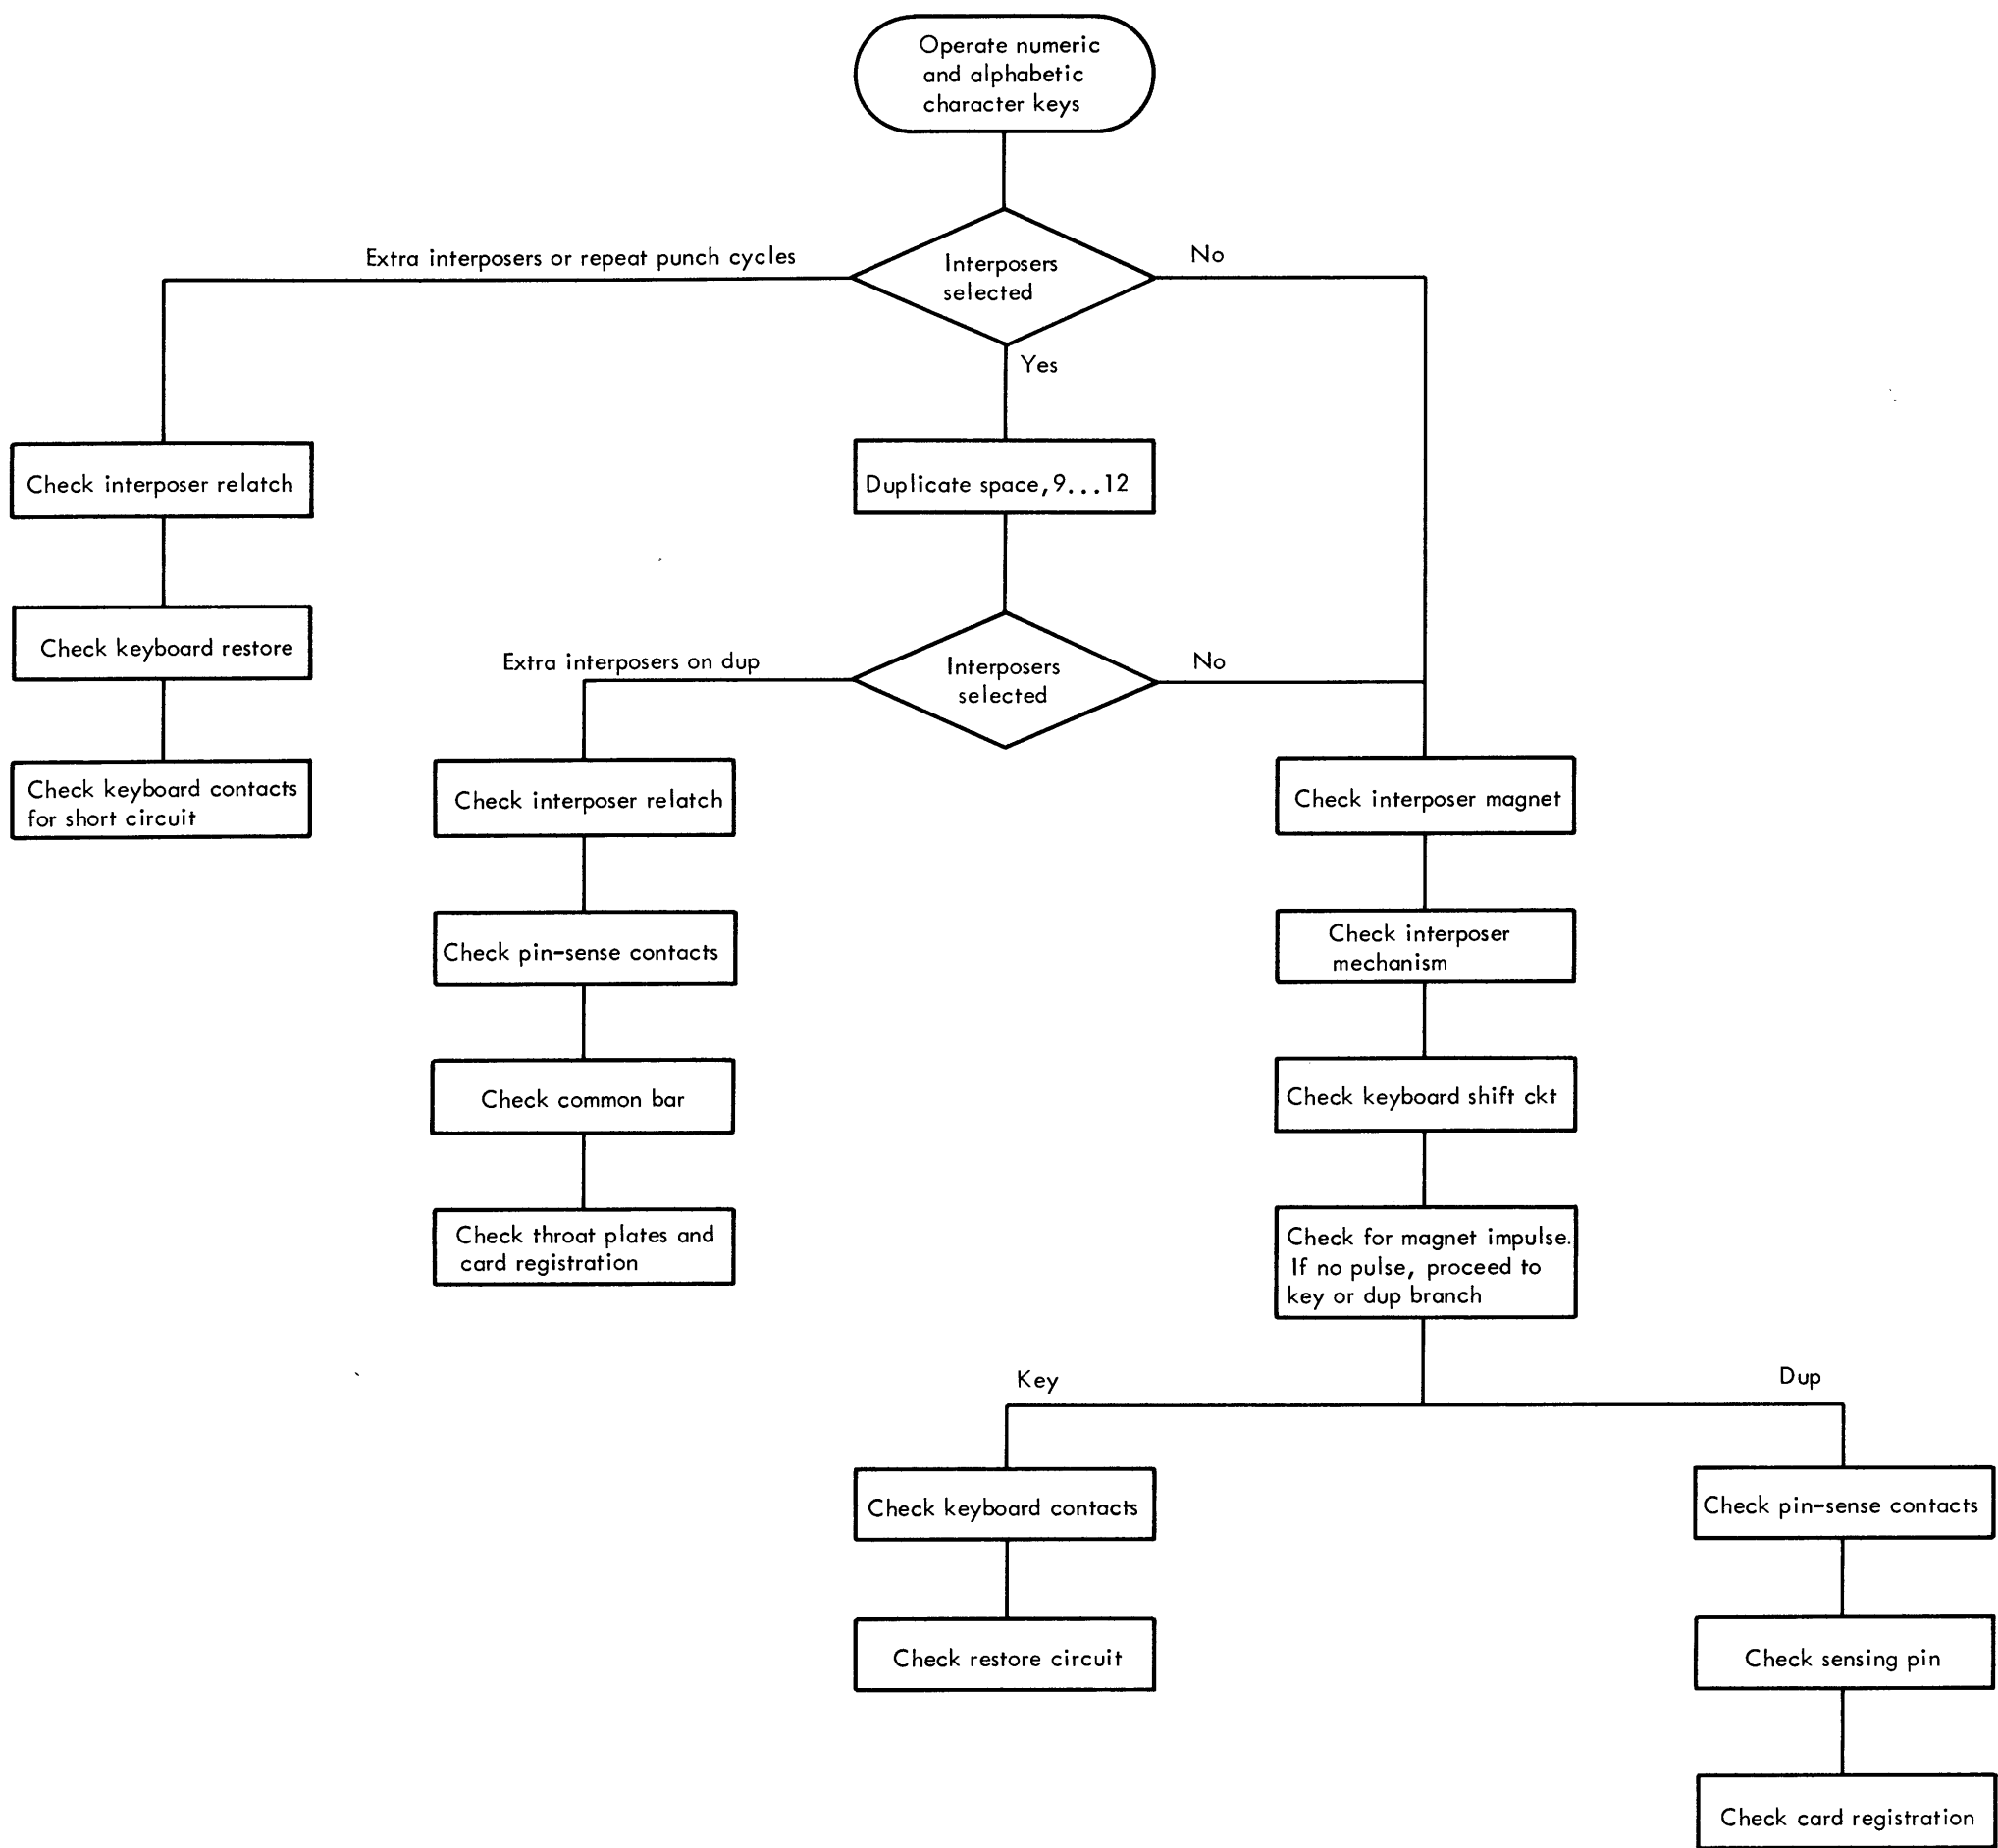 Operate numeric
and alphabetic
character keys
Extra interposers or repeat punch cycles
Interposers
selected
No
Yes
Check interposer relatch
Duplicate space, 9...12
Check keyboard restore
Extra interposers on dup
Interposers
selected
No
Check keyboard contacts
for short circuit
Check interposer relatch
Check interposer magnet
Check pin-sense contacts
Check interposer
mechanism
Check common bar
Check keyboard shift ckt
Check throat plates and
card registration
Check for magnet impulse.
If no pulse, proceed to
key or dup branch
Key
Dup
Check keyboard contacts
Check pin-sense contacts
Check restore circuit
Check sensing pin
Check card registration